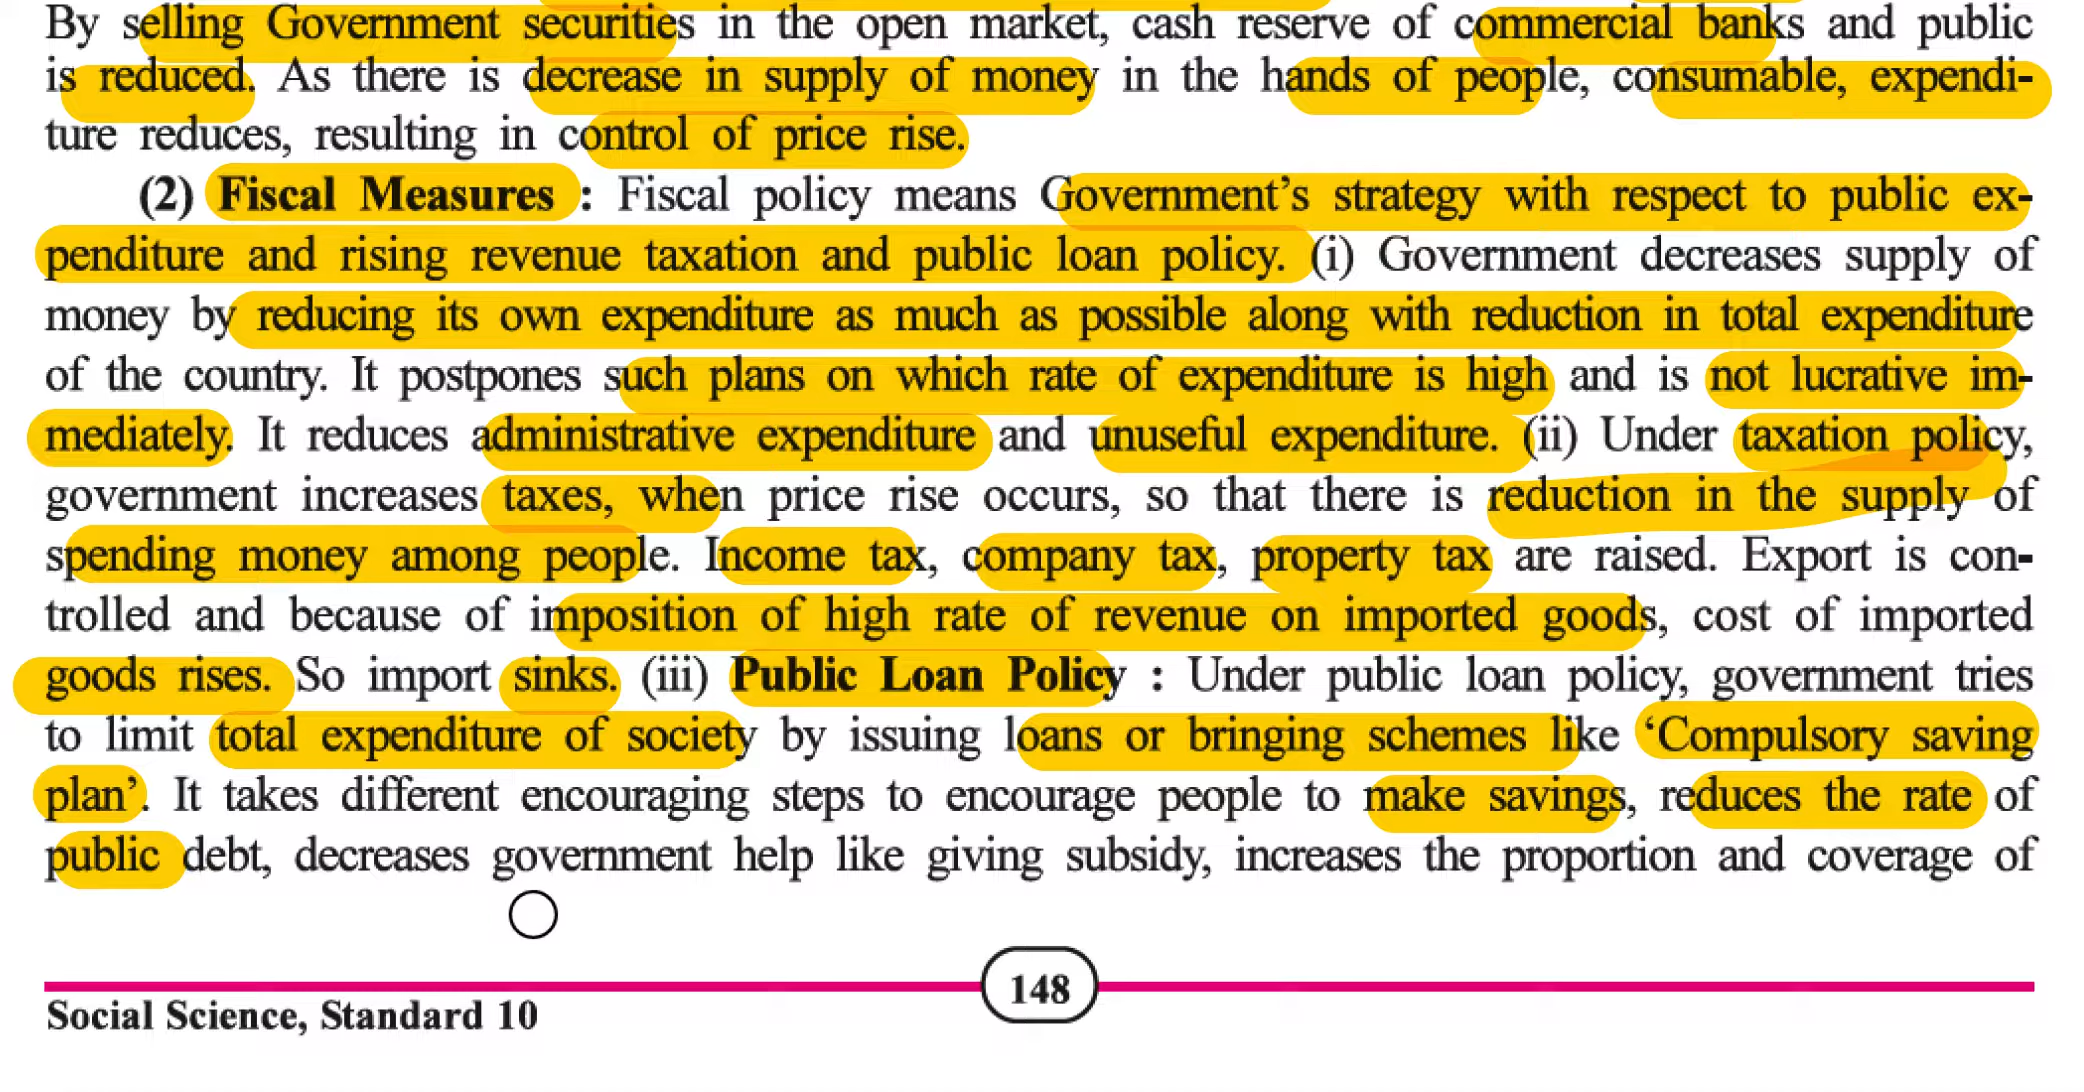 By selling Government securities in the open market, cash reserve of commercial banks and public
is reduced. As there is decrease in supply of money in the hands of people, consumable, expendi-
ture reduces, resulting in control of price rise.
(2) Fiscal Measures : Fiscal policy means Government’s strategy with respect to public ex-
penditure and rising revenue taxation and public loan policy. (i) Government decreases supply of
money by reducing its own expenditure as much as possible along with reduction in total expenditure
of the country. It postpones such plans on which rate of expenditure is high and is not lucrative im-
mediately. It reduces administrative expenditure and unuseful expenditure. (ii) Under taxation policy,
government increases taxes, when price rise occurs, so that there is reduction in the supply of
spending money among people. Income tax, company tax, property tax are raised. Export is con-
trolled and because of imposition of high rate of revenue on imported goods, cost of imported
goods rises. So import sinks. (iii) Public Loan Policy : Under public loan policy, government tries
to limit total expenditure of society by issuing loans or bringing schemes like ‘Compulsory saving
plan’. It takes different encouraging steps to encourage people to make savings, reduces the rate of
public debt, decreases government help like giving subsidy, increases the proportion and coverage of
148
Social Science, Standard 10